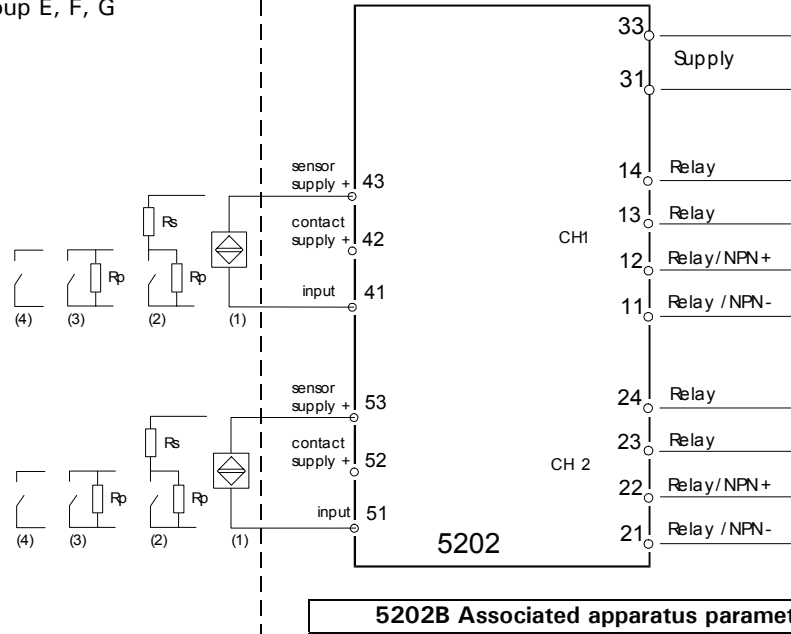 E, F, G
33
Supply
31
sensor
supply + 43
14 Relay
Rs
contact
supply + 42
13 Relay
CH1
12 Relay/NPN+
Rp Rp
input 41
11 Relay /NPN-
(4) (3) (2) (1)
sensor
supply + 53
24 Relay
Rs
contact
supply + 52
23 Relay
CH 2
22 Relay/NPN+
Rp Rp
input 51
21 Relay /NPN-
(4) (3) (2) (1)
5202
5202B Associated apparatus